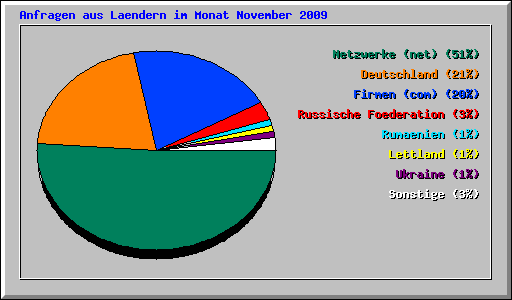 Anfragen aus Laendern im Monat November 2009
Netzwerke (net) (51%)
Deutschland (21%)
Firmen (com) (20%)
Russische Foederation (3%)
Rumaenien (1%)
Lettland (1%)
Ukraine (1%)
Sonstige (3%)